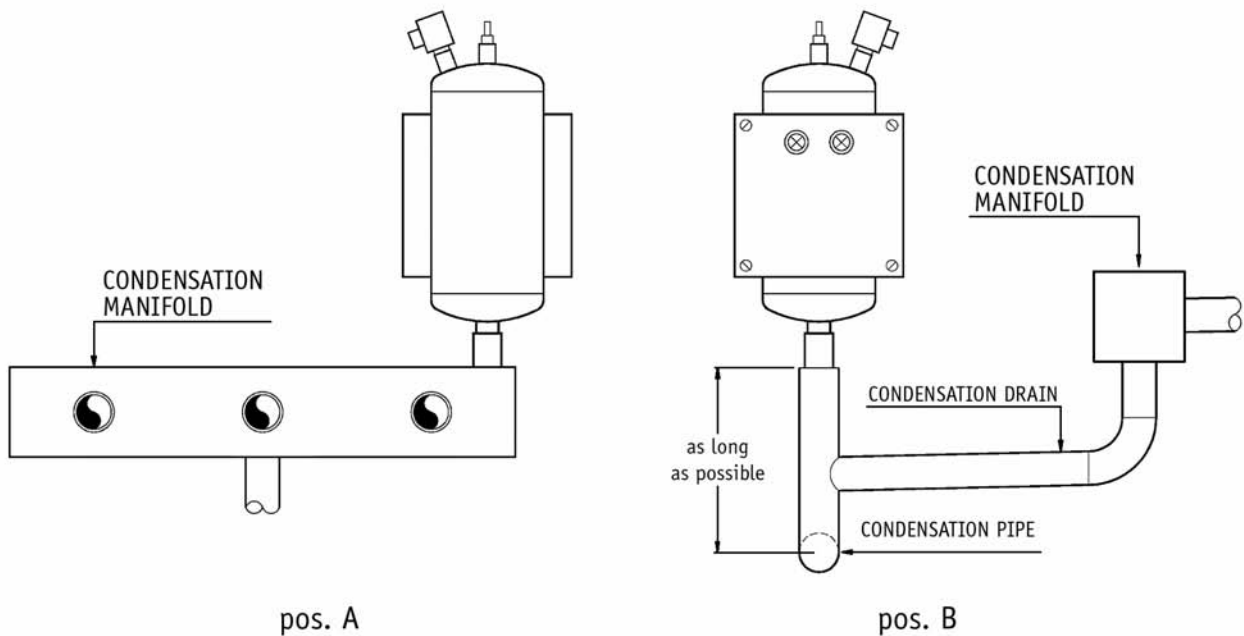 CONDENSATION
MANIFOLD
pos. A
CONDENSATION
MANIFOLD
CONDENSATION DRAIN
as long
as possible
CONDENSATION PIPE
pos. B